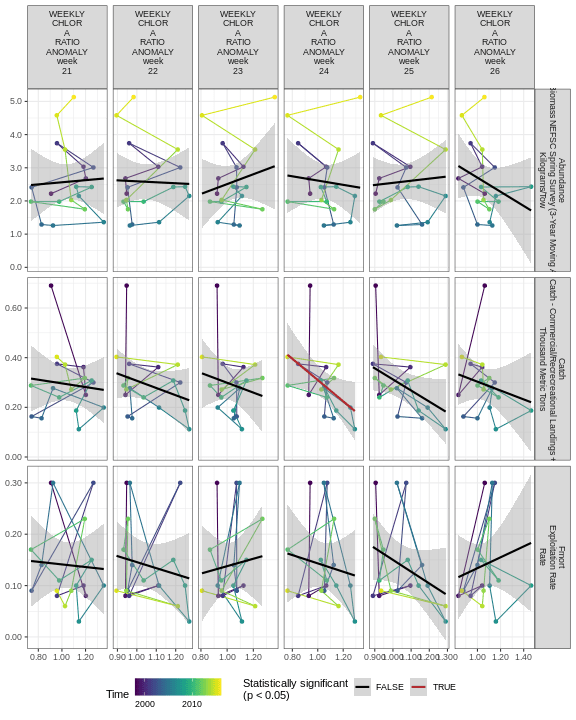 WEEKLY
CHLOR
A
RATIO
ANOMALY
week
21
WEEKLY
CHLOR
A
RATIO
ANOMALY
week
22
WEEKLY
CHLOR
A
RATIO
ANOMALY
week
23
WEEKLY
CHLOR
A
RATIO
ANOMALY
week
24
WEEKLY
CHLOR
A
RATIO
ANOMALY
week
25
WEEKLY
CHLOR
A
RATIO
ANOMALY
week
26
5.0
4.0
3.0
2.0
1.0
0.0
Abundance
Biomass NEFSC Spring Survey (3-Year Moving
Kilograms/Tow
0.60
0.40
0.20
0.00
Catch
Catch - Commercial/Recreational Landings +
Thousand Metric Tons
0.30
0.20
0.10
0.00
Fmort
Exploitation Rate
Rate
0.80 1.00 1.20
0.90 1.00 1.10 1.20
0.80 1.00 1.20
0.80 1.00 1.20
0.90 1.00 1.10 1.20 1.30
1.00 1.20 1.40
Time
2000 2010
Statistically significant
(p < 0.05)
FALSE TRUE